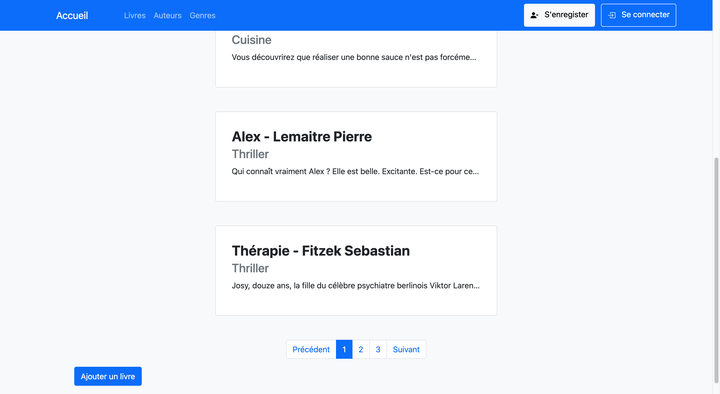 Accueil
Livres Auteurs Genres
S'enregister
Se connecter
Cuisine
Vous découvrirez que réaliser une bonne sauce n'est pas forcéme...
Alex - Lemaitre Pierre
Thriller
Qui connaît vraiment Alex ? Elle est belle. Excitante. Est-ce pour ce...
Thérapie - Fitzek Sebastian
Thriller
Josy, douze ans, la fille du célèbre psychiatre berlinois Viktor Laren...
Précédent 1 2 3 Suivant
Ajouter un livre